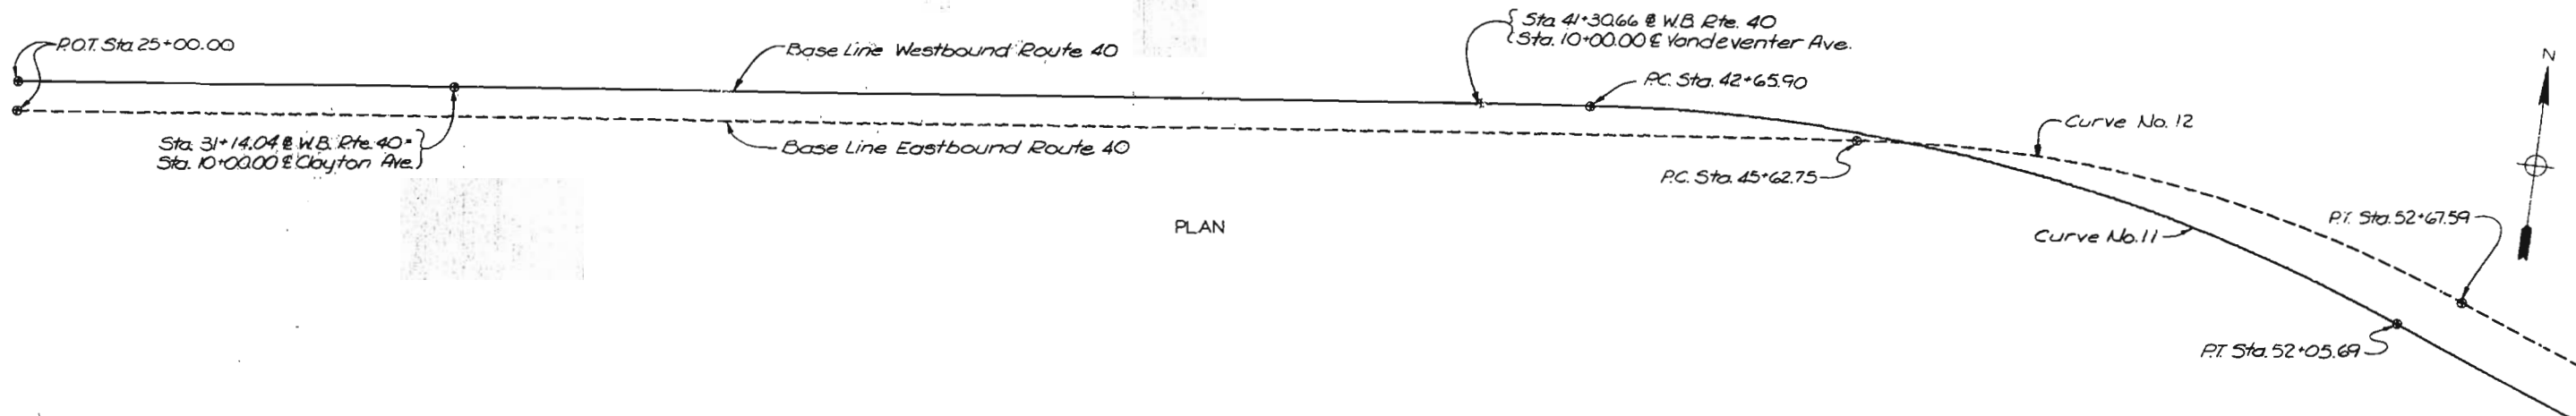 P.O.T. Sta 25+00.00
Base Line Westbound Route 40
Sta 41+30.66 ⅊ W.B. Rte. 40
Sta. 10+00.00 ℄ Vandeventer Ave.
P.C. Sta. 42+65.90
N
Sta. 31+14.04 ⅊ W.B. Rte. 40=
Sta. 10+00.00 ℄ Clayton Ave.
Base Line Eastbound Route 40
Curve No. 12
P.C. Sta. 45+62.75
PLAN
P.T. Sta. 52+67.59
Curve No. 11
P.T. Sta. 52+05.69